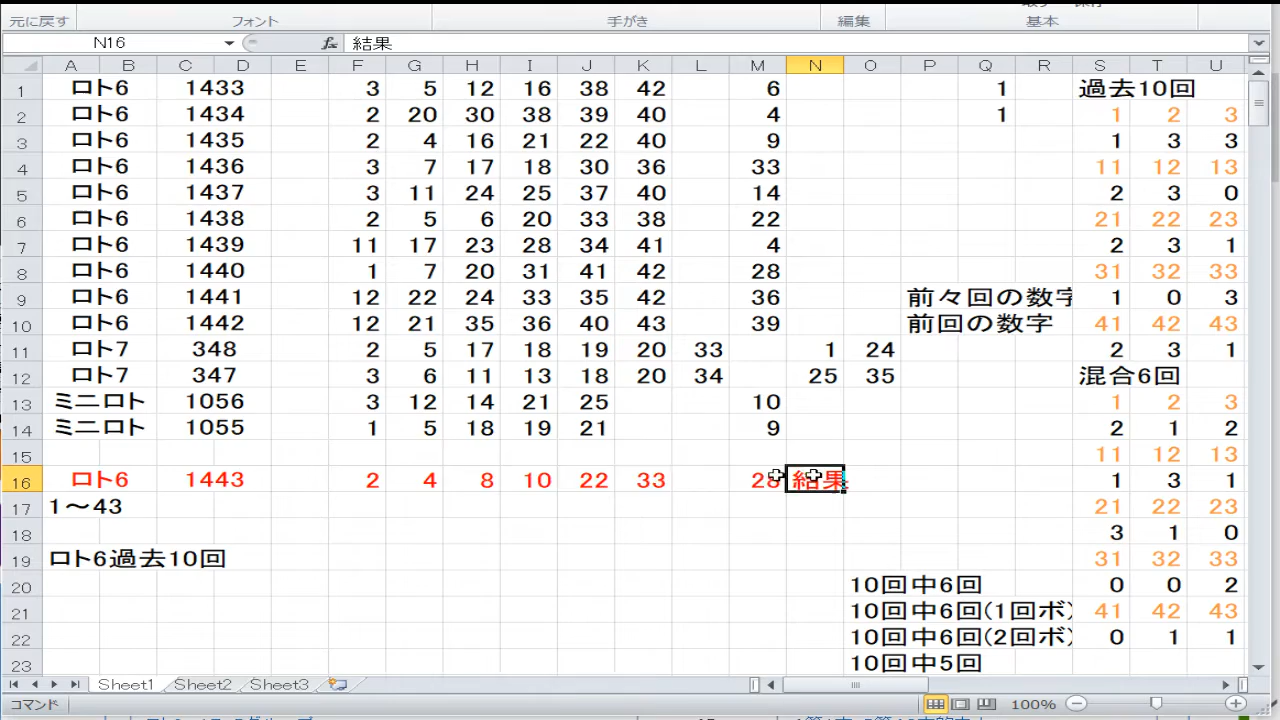 元に戻す フォント 手がき 編集 基本
N16 fx 結果
A B C D E F G H I J K L M N O P Q R S T U
1 ロト6 1433 3 5 12 16 38 42 6 1 過去10回
2 ロト6 1434 2 20 30 38 39 40 4 1 1 2 3
3 ロト6 1435 2 4 16 21 22 40 9 1 3 3
4 ロト6 1436 3 7 17 18 30 36 33 11 12 13
5 ロト6 1437 3 11 24 25 37 40 14 2 3 0
6 ロト6 1438 2 5 6 20 33 38 22 21 22 23
7 ロト6 1439 11 17 23 28 34 41 4 2 3 1
8 ロト6 1440 1 7 20 31 41 42 28 31 32 33
9 ロト6 1441 12 22 24 33 35 42 36 前々回の数字 1 0 3
10 ロト6 1442 12 21 35 36 40 43 39 前回の数字 41 42 43
11 ロト7 348 2 5 17 18 19 20 33 1 24 2 3 1
12 ロト7 347 3 6 11 13 18 20 34 25 35 混合6回
13 ミニロト 1056 3 12 14 21 25 10 1 2 3
14 ミニロト 1055 1 5 18 19 21 9 2 1 2
15 11 12 13
16 ロト6 1443 2 4 8 10 22 33 28 結果 1 3 1
17 1～43 21 22 23
18 3 1 0
19 ロト6過去10回 31 32 33
20 10回中6回 0 0 2
21 10回中6回(1回ボ) 41 42 43
22 10回中6回(2回ボ) 0 1 1
23 10回中5回
Sheet1 Sheet2 Sheet3
コマンド 100%